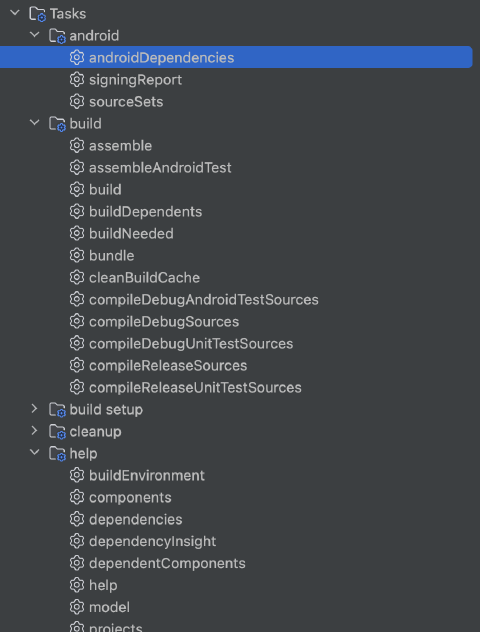 Tasks
android
androidDependencies
signingReport
sourceSets
build
assemble
assembleAndroidTest
build
buildDependents
buildNeeded
bundle
cleanBuildCache
compileDebugAndroidTestSources
compileDebugSources
compileDebugUnitTestSources
compileReleaseSources
compileReleaseUnitTestSources
build setup
cleanup
help
buildEnvironment
components
dependencies
dependencyInsight
dependentComponents
help
model
projects